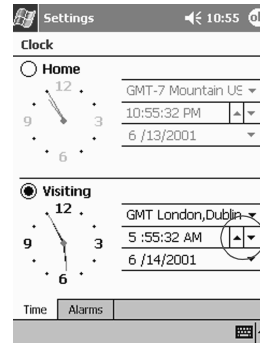 Settings 10:55 ok
Clock
Home
12
9
3
6
GMT-7 Mountain US
10:55:32 PM
6 /13/2001
Visiting
12
9
3
6
GMT London,Dublin
5 :55:32 AM
6 /14/2001
Time Alarms